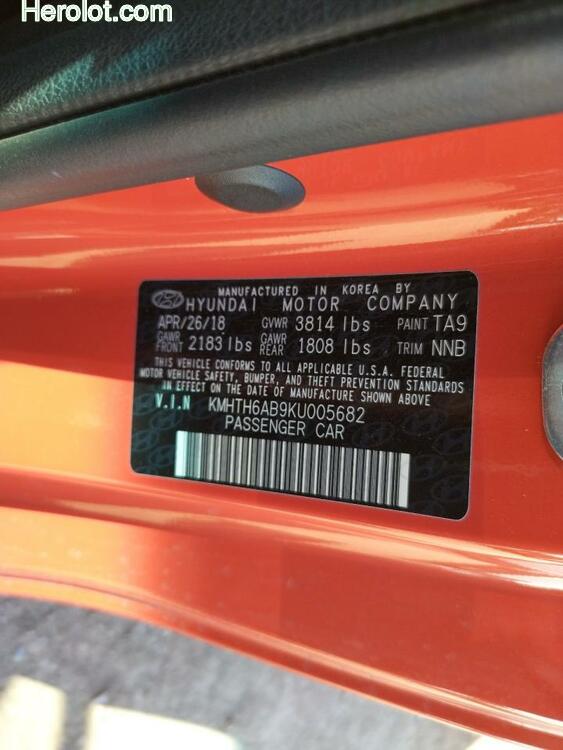 Herolot.com
MANUFACTURED IN KOREA BY
HYUNDAI MOTOR COMPANY
APR/26/18 GVWR 3814 lbs PAINT TA9
GAWR FRONT 2183 lbs GAWR REAR 1808 lbs TRIM NNB
THIS VEHICLE CONFORMS TO ALL APPLICABLE U.S.A. FEDERAL
MOTOR VEHICLE SAFETY, BUMPER, AND THEFT PREVENTION STANDARDS
IN EFFECT ON THE DATE OF MANUFACTURE SHOWN ABOVE.
V.I.N KMHTH6AB9KU005682
PASSENGER CAR